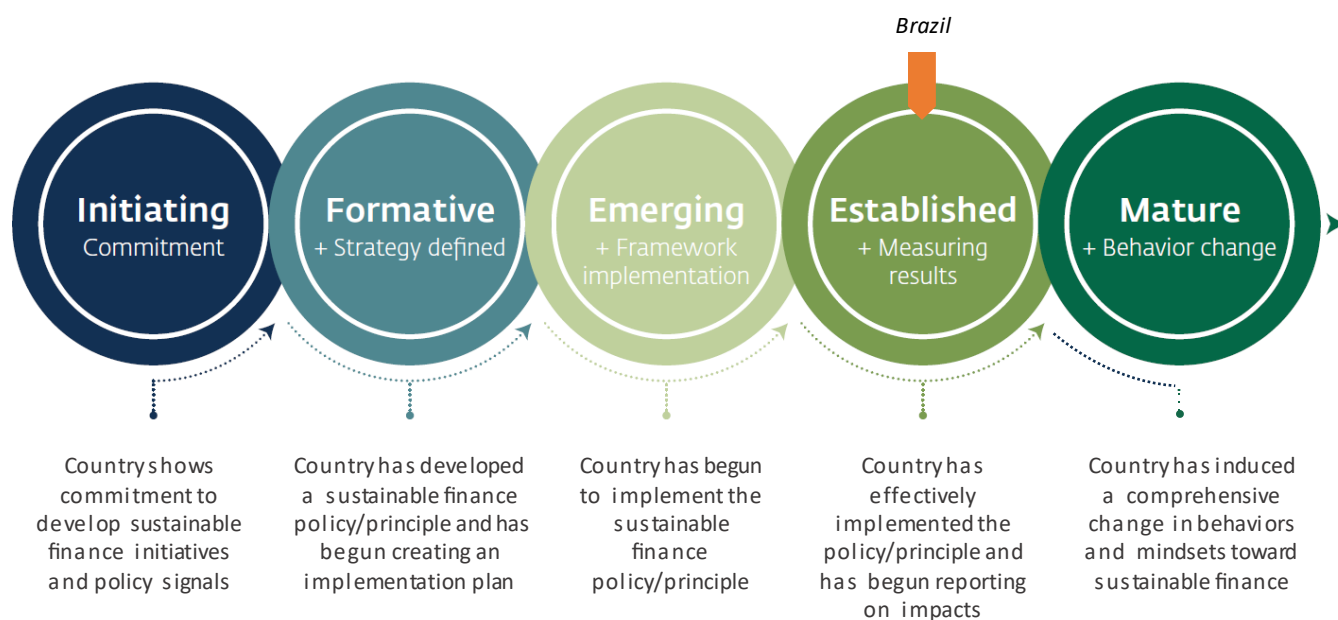 Brazil
Initiating
Commitment
Formative
+ Strategy defined
Emerging
+ Framework
implementation
Established
+ Measuring
results
Mature
+ Behavior change
Country shows
commitment to
develop sustainable
finance initiatives
and policy signals
Country has developed
a sustainable finance
policy/principle and has
begun creating an
implementation plan
Country has begun
to implement the
sustainable
finance
policy/principle
Country has
effectively
implemented the
policy/principle and
has begun reporting
on impacts
Country has induced
a comprehensive
change in behaviors
and mindsets toward
sustainable finance